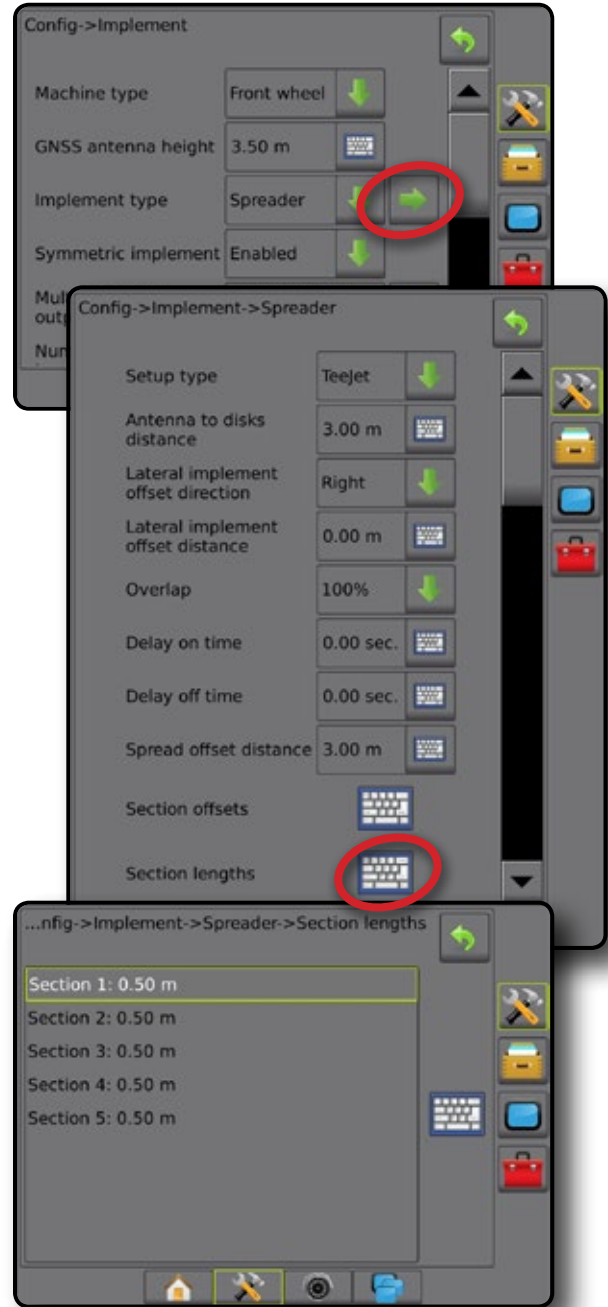 Config->Implement
Machine type Front wheel
GNSS antenna height 3.50 m
Implement type Spreader
Symmetric implement Enabled
Config->Implement->Spreader
Setup type TeeJet
Antenna to disks
distance 3.00 m
Lateral implement
offset direction Right
Lateral implement
offset distance 0.00 m
Overlap 100%
Delay on time 0.00 sec.
Delay off time 0.00 sec.
Spread offset distance 3.00 m
Section offsets
Section lengths
...nfig->Implement->Spreader->Section lengths
Section 1: 0.50 m
Section 2: 0.50 m
Section 3: 0.50 m
Section 4: 0.50 m
Section 5: 0.50 m